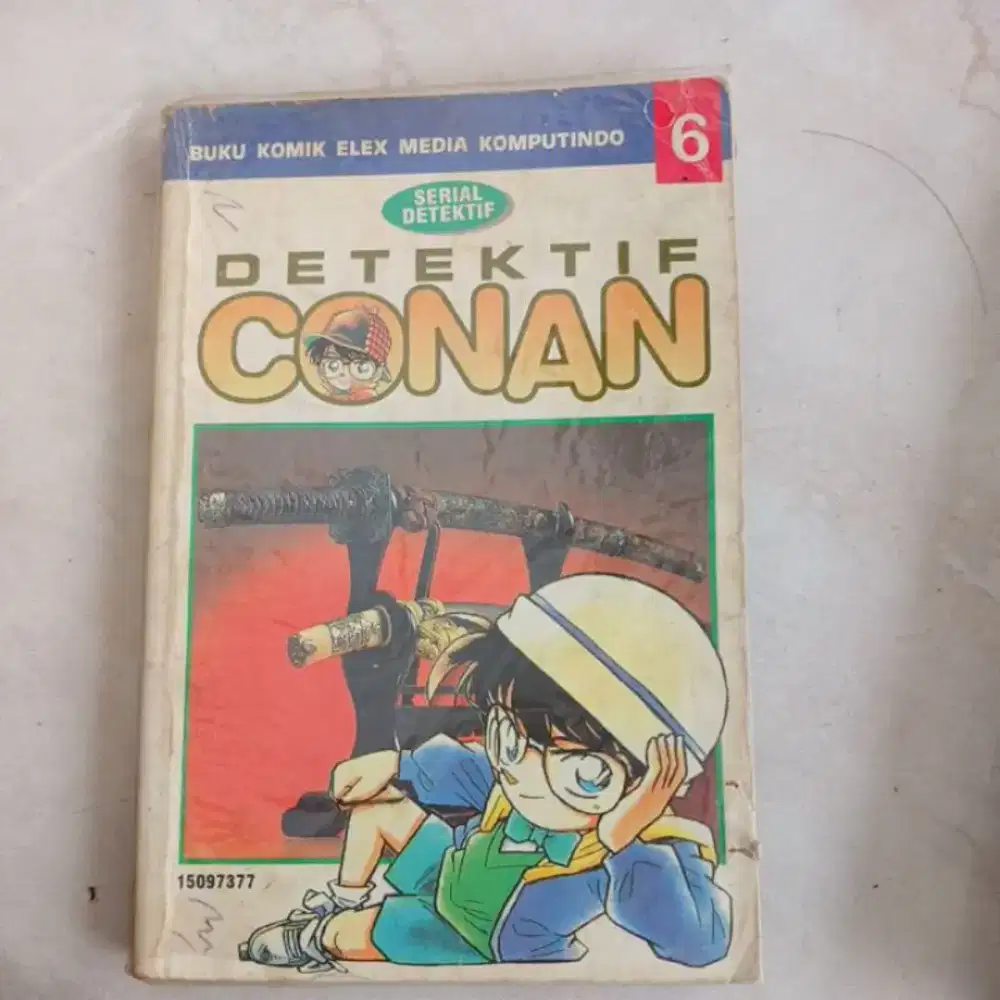 BUKU KOMIK ELEX MEDIA KOMPUTINDO
6
SERIAL
DETEKTIF
DETEKTIF
CONAN
15097377